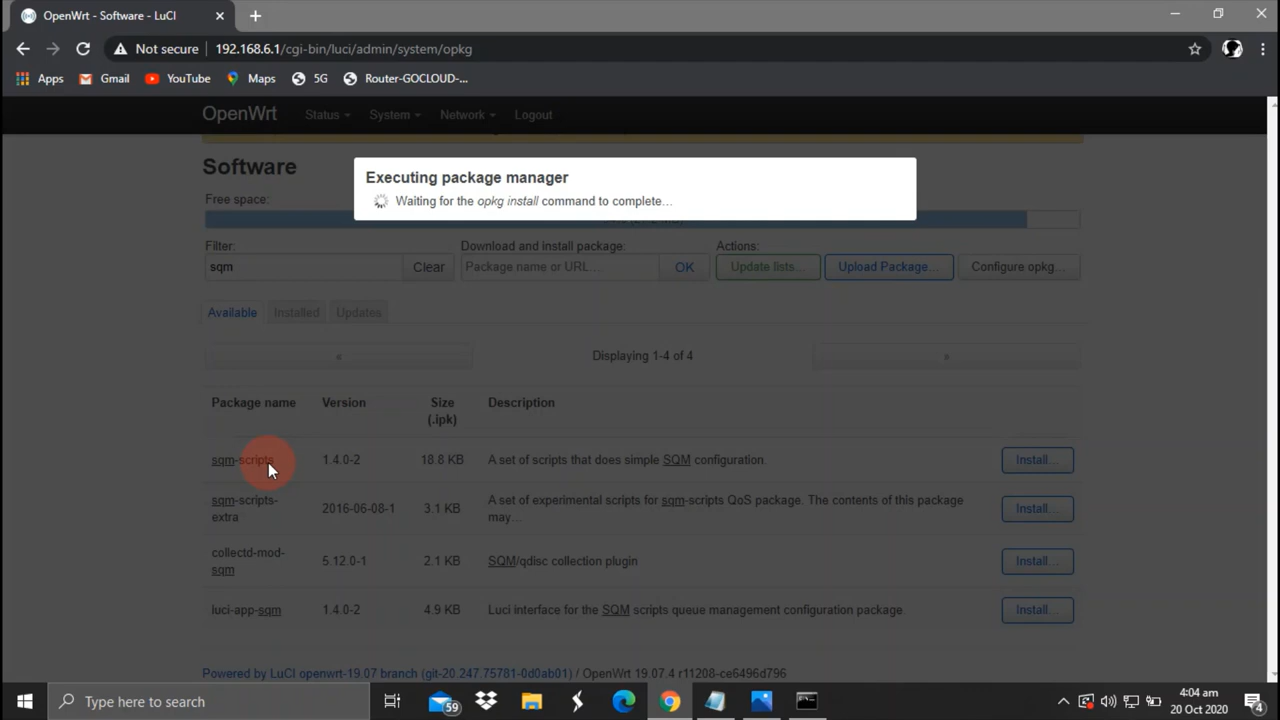 OpenWrt - Software - LuCI
Not secure 192.168.6.1/cgi-bin/luci/admin/system/opkg
Apps Gmail YouTube Maps 5G Router-GOCLOUD-...
OpenWrt Status System Network Logout
Software
Executing package manager
Waiting for the opkg install command to complete...
Free space:
Filter: Download and install package: Actions:
sqm Clear Package name or URL... OK Update lists... Upload Package... Configure opkg...
Available Installed Updates
« Displaying 1-4 of 4 »
Package name Version Size (.ipk) Description
sqm-scripts 1.4.0-2 18.8 KB A set of scripts that does simple SQM configuration. Install...
sqm-scripts-extra 2016-06-08-1 3.1 KB A set of experimental scripts for sqm-scripts QoS package. The contents of this package may... Install...
collectd-mod-sqm 5.12.0-1 2.1 KB SQM/qdisc collection plugin Install...
luci-app-sqm 1.4.0-2 4.9 KB Luci interface for the SQM scripts queue management configuration package. Install...
Powered by LuCI openwrt-19.07 branch (git-20.247.75781-0d0ab01) / OpenWrt 19.07.4 r11208-ce6496d796
Type here to search
59
4:04 am
20 Oct 2020
4